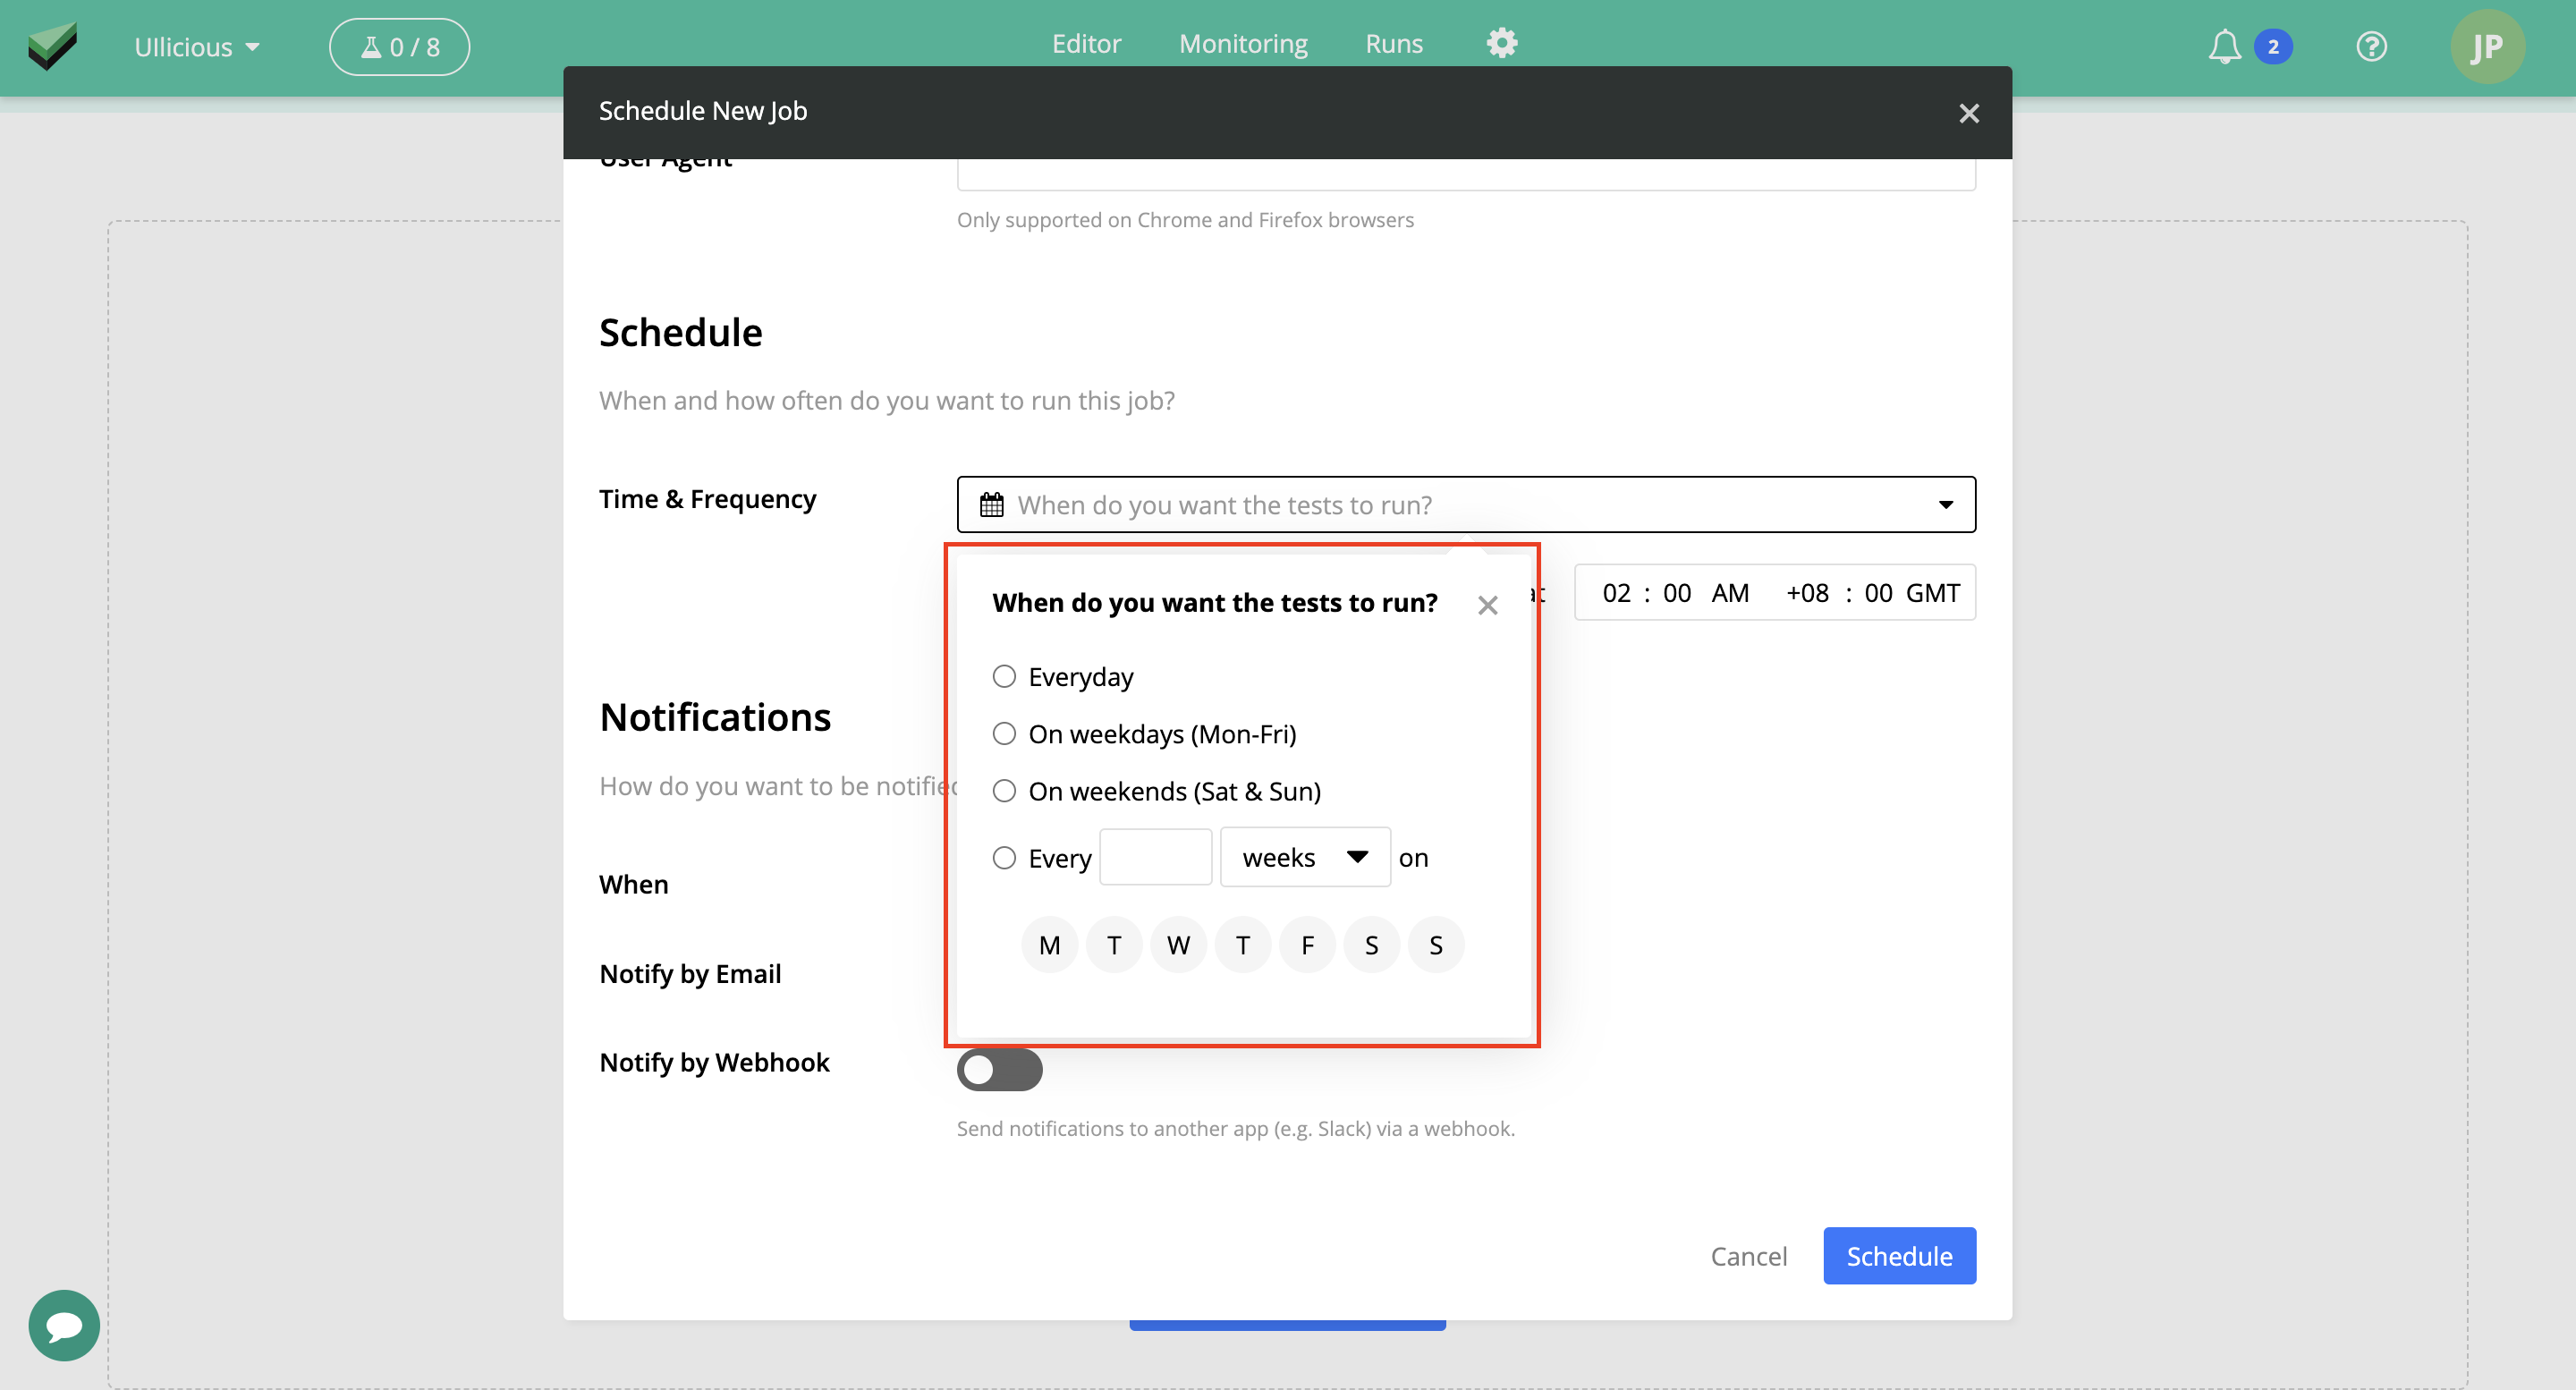 UIlicious
0 / 8
Editor
Monitoring
Runs
2
JP
Schedule New Job
User Agent
Only supported on Chrome and Firefox browsers
Schedule
When and how often do you want to run this job?
Time & Frequency
When do you want the tests to run?
When do you want the tests to run?
at
02 : 00 AM +08 : 00 GMT
Everyday
On weekdays (Mon-Fri)
On weekends (Sat & Sun)
Every weeks on
M T W T F S S
Notifications
How do you want to be notified
When
Notify by Email
Notify by Webhook
Send notifications to another app (e.g. Slack) via a webhook.
Cancel
Schedule